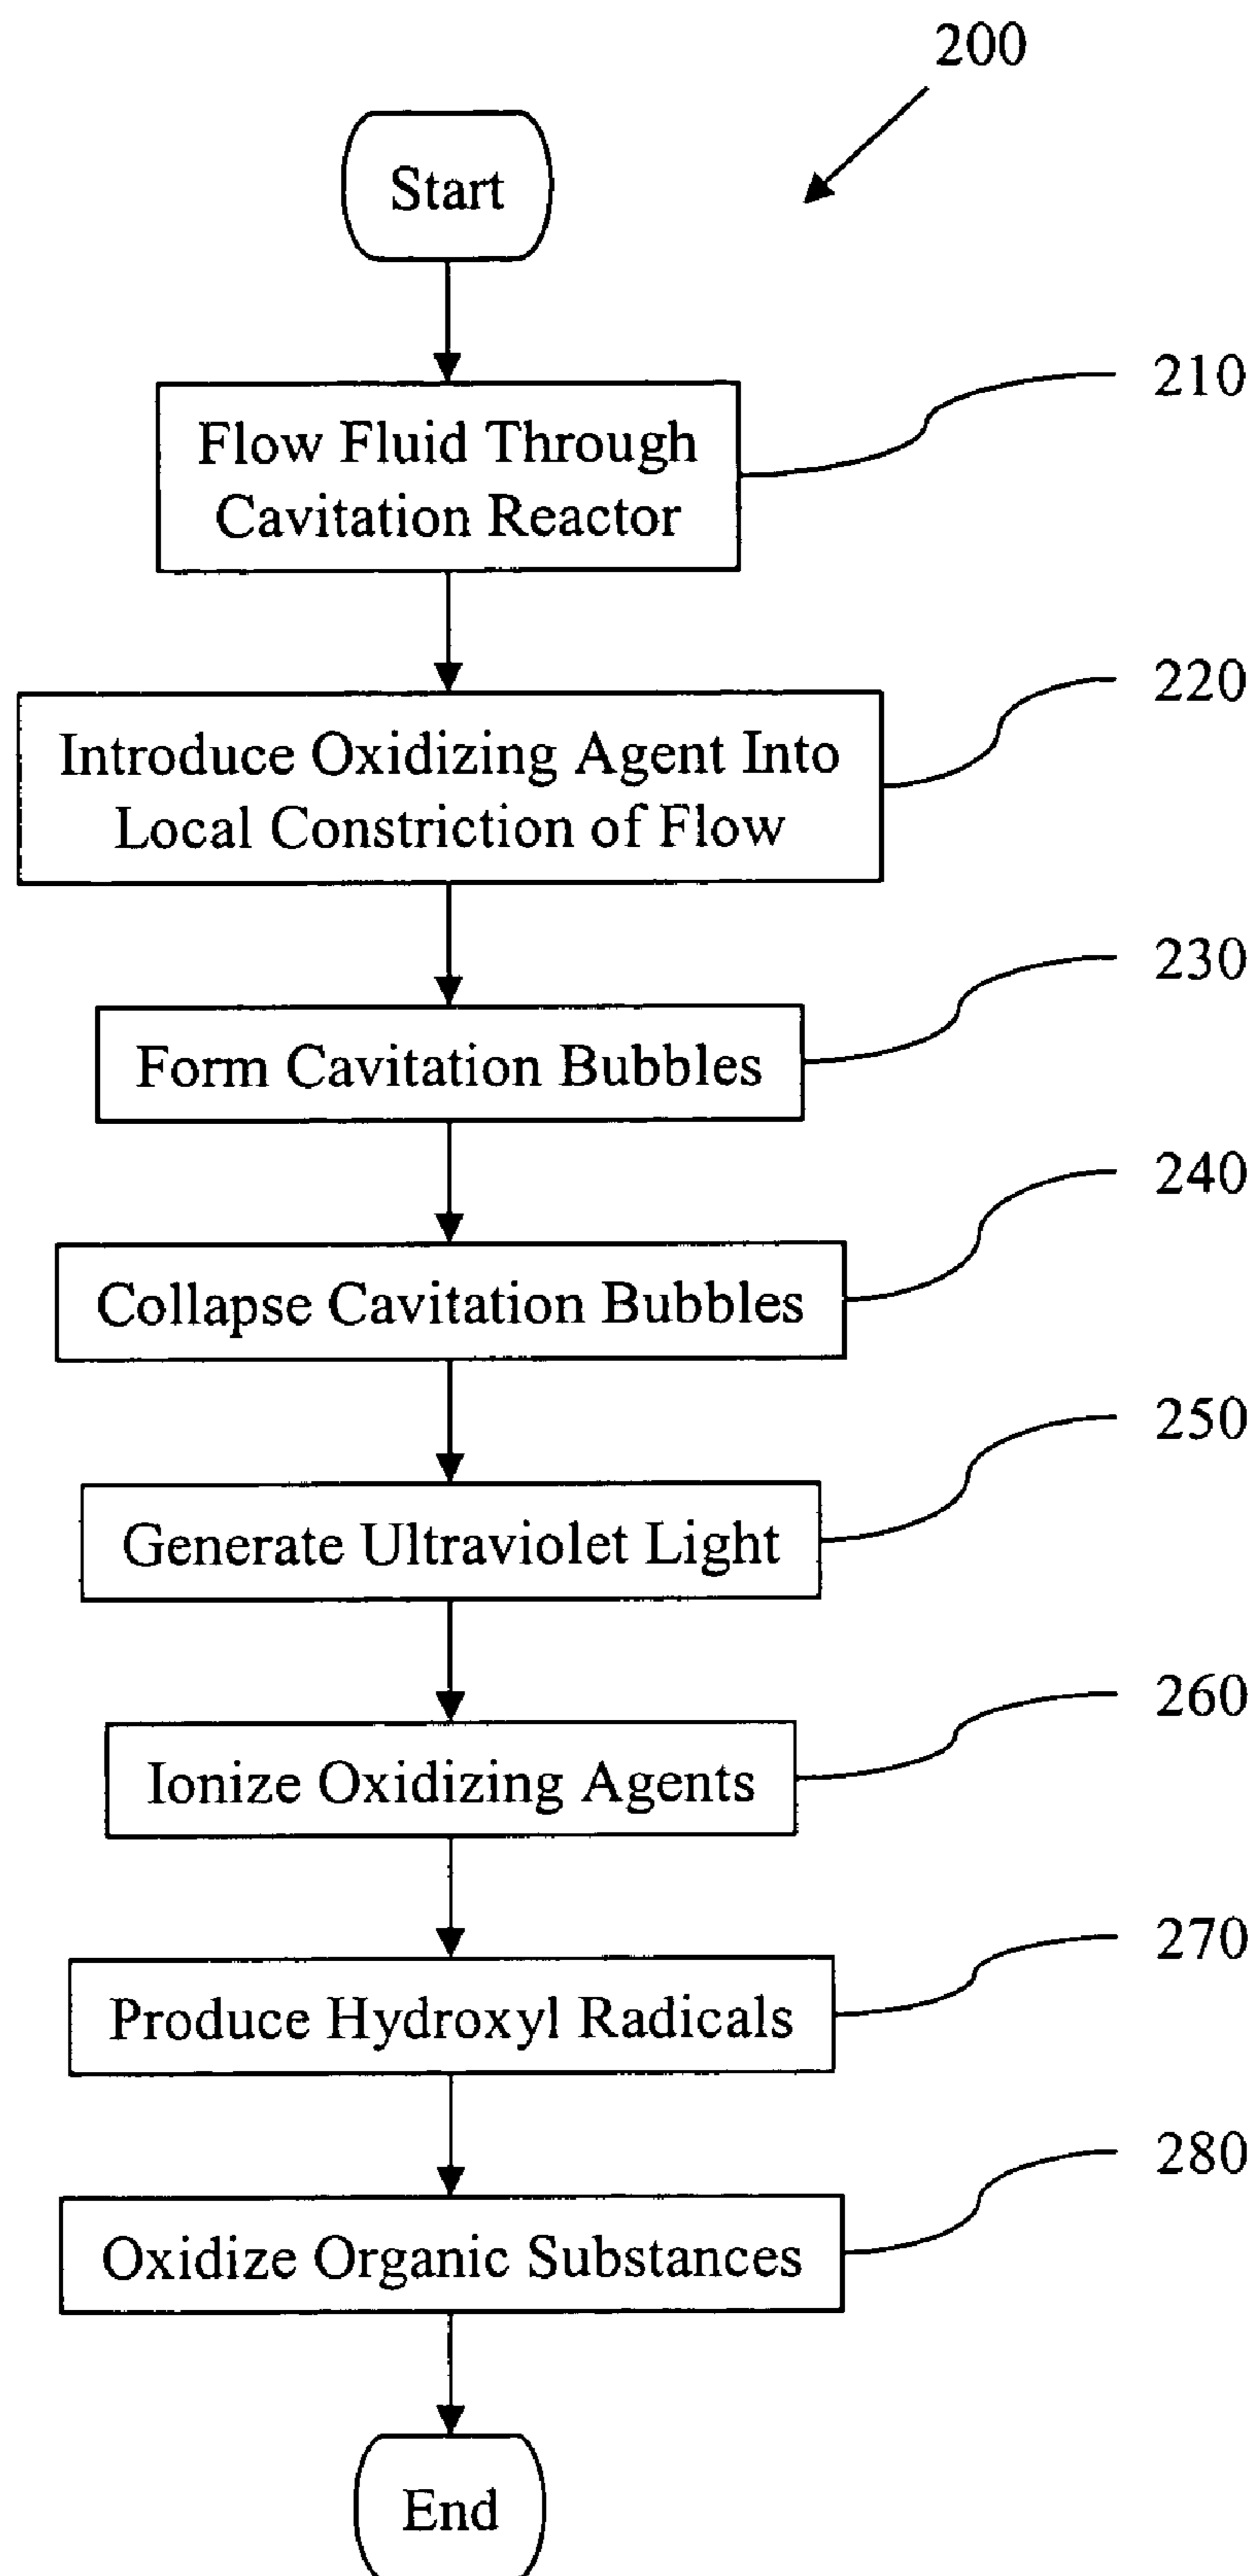 200
Start
210
Flow Fluid Through
Cavitation Reactor
220
Introduce Oxidizing Agent Into
Local Constriction of Flow
230
Form Cavitation Bubbles
240
Collapse Cavitation Bubbles
250
Generate Ultraviolet Light
260
Ionize Oxidizing Agents
270
Produce Hydroxyl Radicals
280
Oxidize Organic Substances
End